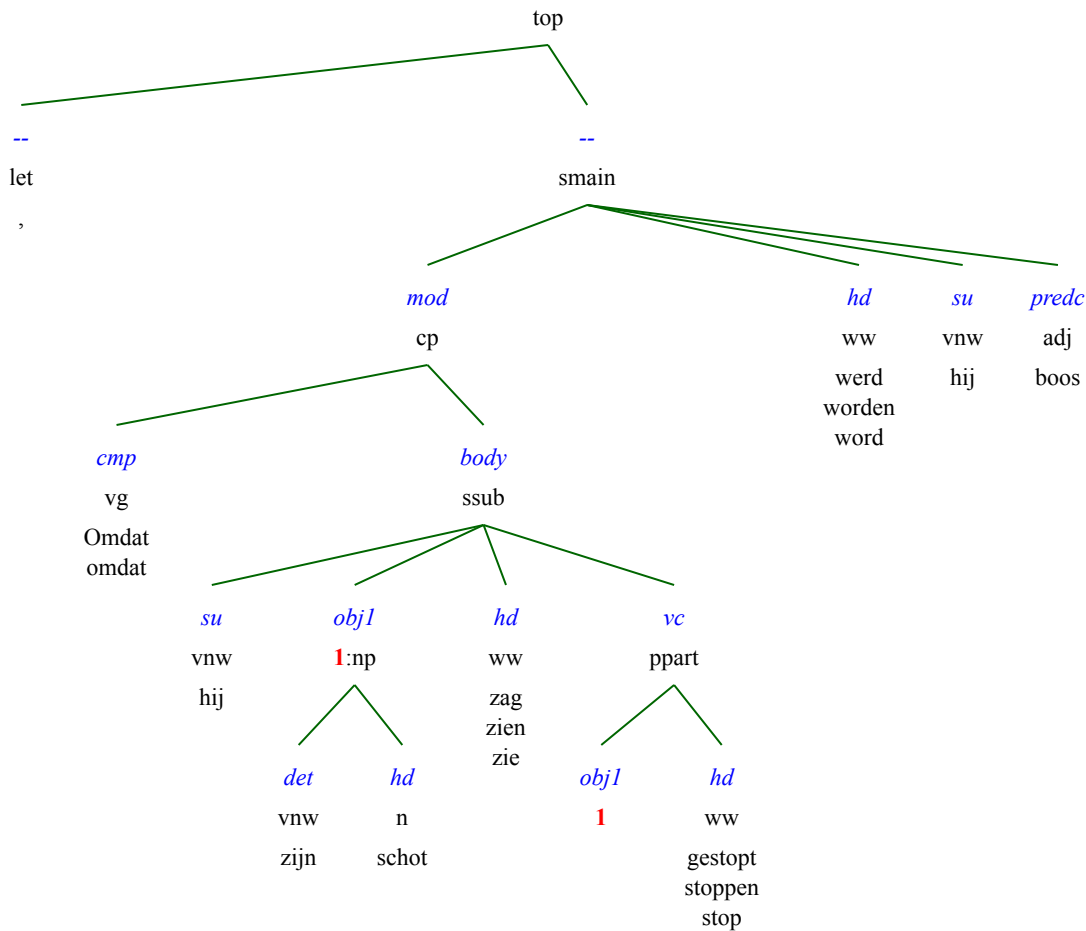 top
-- --
let smain
,
mod hd su predc
cp ww vnw adj
werd hij boos
worden
word
cmp body
vg ssub
Omdat
omdat
su obj1 hd vc
vnw 1:np ww ppart
hij zag
zien
zie
det hd obj1 hd
vnw n 1 ww
zijn schot gestopt
stoppen
stop